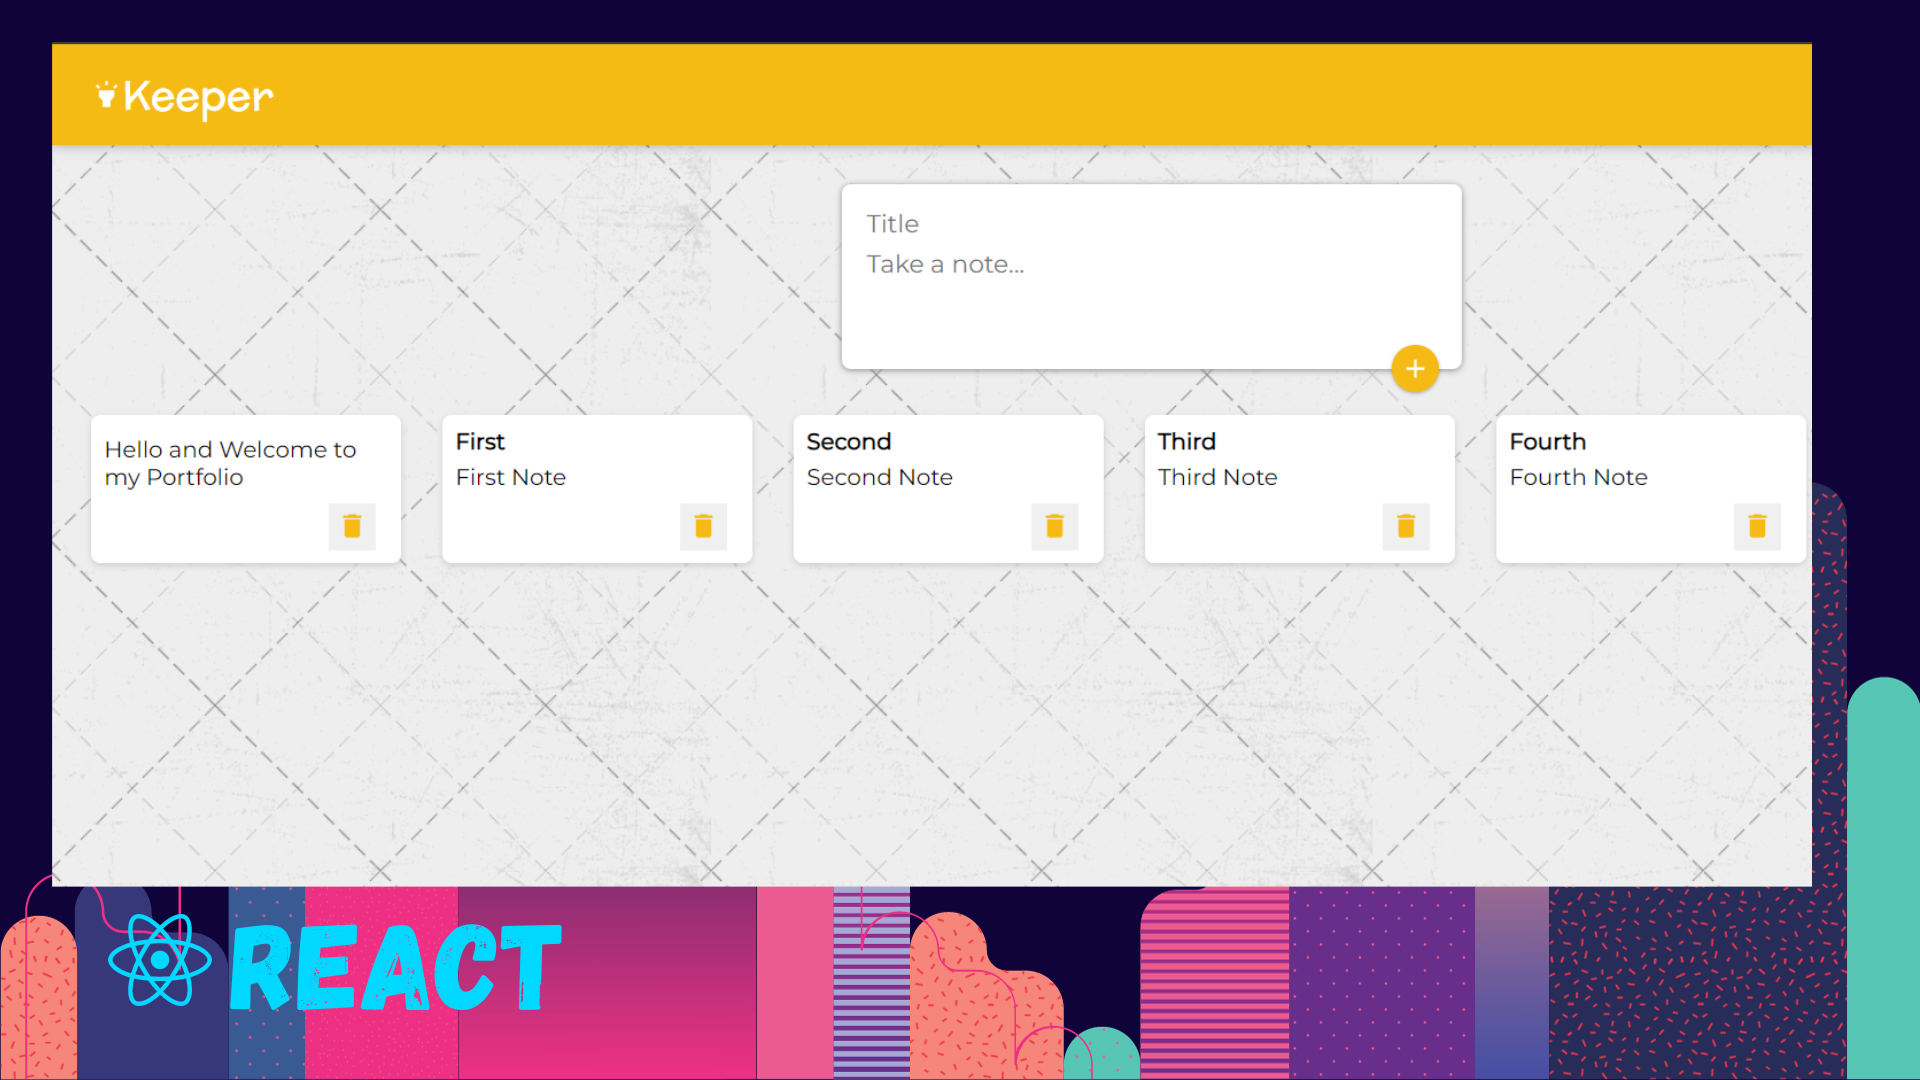 Keeper
Title
Take a note...
Hello and Welcome to
my Portfolio
First
First Note
Second
Second Note
Third
Third Note
Fourth
Fourth Note
REACT